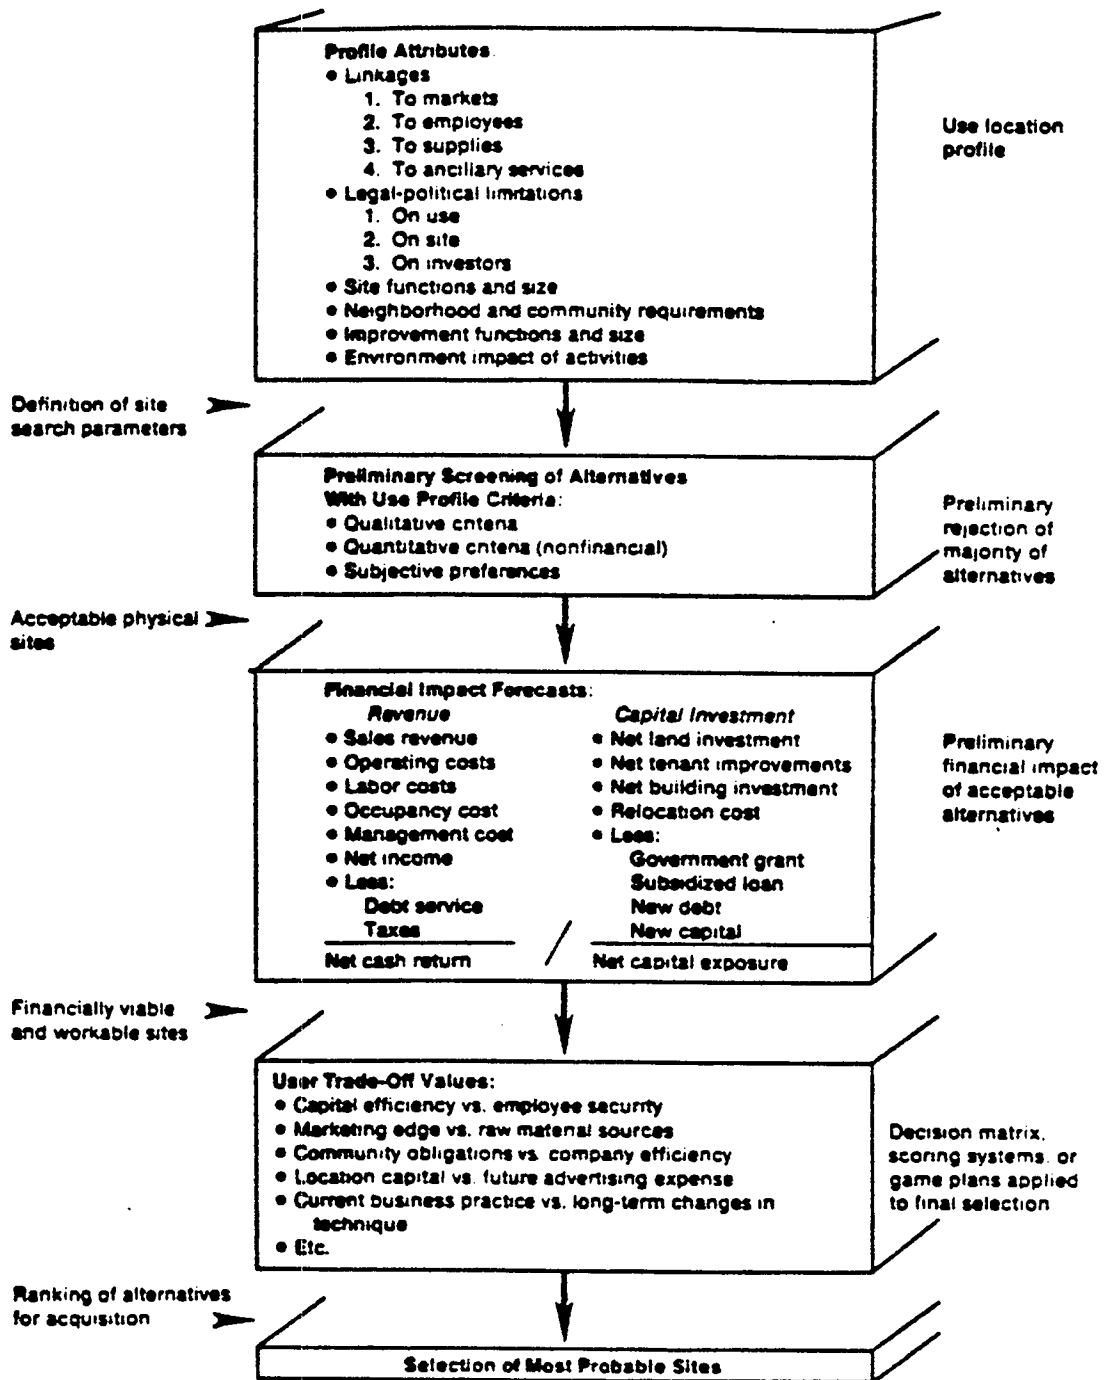 Profile Attributes
• Linkages
1. To markets
2. To employees
3. To supplies
4. To ancillary services
• Legal-political limitations
1. On use
2. On site
3. On investors
• Site functions and size
• Neighborhood and community requirements
• Improvement functions and size
• Environment impact of activities
Use location
profile
Definition of site
search parameters
Preliminary Screening of Alternatives
With Use Profile Criteria:
• Qualitative criteria
• Quantitative criteria (nonfinancial)
• Subjective preferences
Preliminary
rejection of
majority of
alternatives
Acceptable physical
sites
Financial Impact Forecasts:
Revenue
• Sales revenue
• Operating costs
• Labor costs
• Occupancy cost
• Management cost
• Net income
• Less:
Debt service
Taxes
Net cash return
/
Capital Investment
• Net land investment
• Net tenant improvements
• Net building investment
• Relocation cost
• Less:
Government grant
Subsidized loan
New debt
New capital
Net capital exposure
Preliminary
financial impact
of acceptable
alternatives
Financially viable
and workable sites
User Trade-Off Values:
• Capital efficiency vs. employee security
• Marketing edge vs. raw material sources
• Community obligations vs. company efficiency
• Location capital vs. future advertising expense
• Current business practice vs. long-term changes in
technique
• Etc.
Decision matrix,
scoring systems, or
game plans applied
to final selection
Ranking of alternatives
for acquisition
Selection of Most Probable Sites